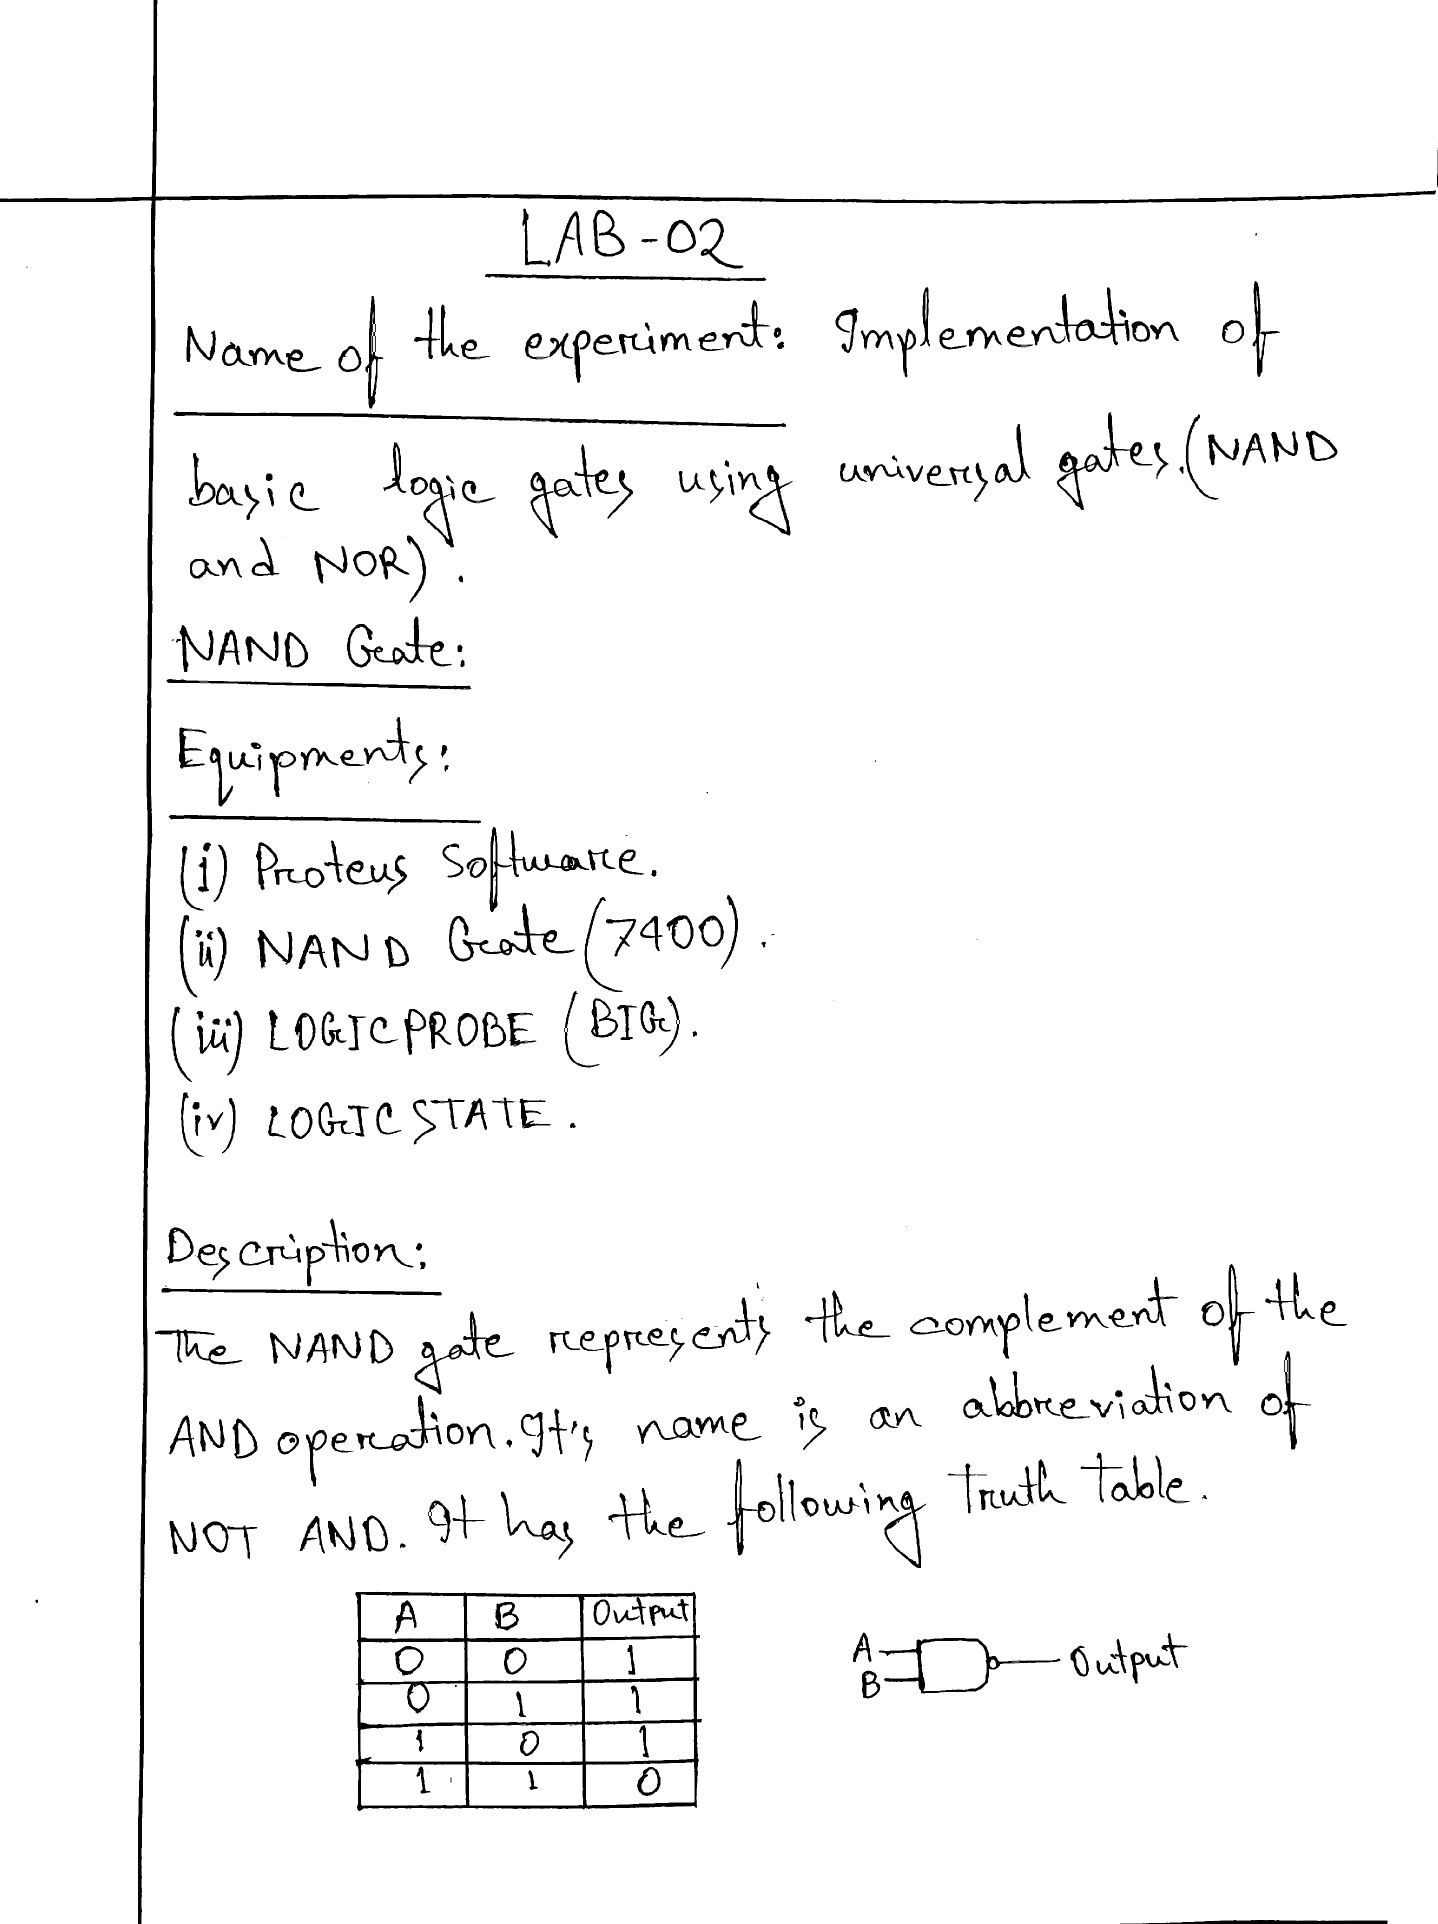 LAB-02
Name of the experiment: Implementation of
basic logic gates using universal gates.(NAND
and NOR).
NAND Gate:
Equipments:
(i) Proteus Software.
(ii) NAND Gate (7400).
(iii) LOGICPROBE (BIG).
(iv) LOGICSTATE.
Description:
The NAND gate represents the complement of the
AND operation. It's name is an abbreviation of
NOT AND. It has the following truth table.
A B Output
0 0 1
0 1 1
1 0 1
1 1 0
A
B
Output